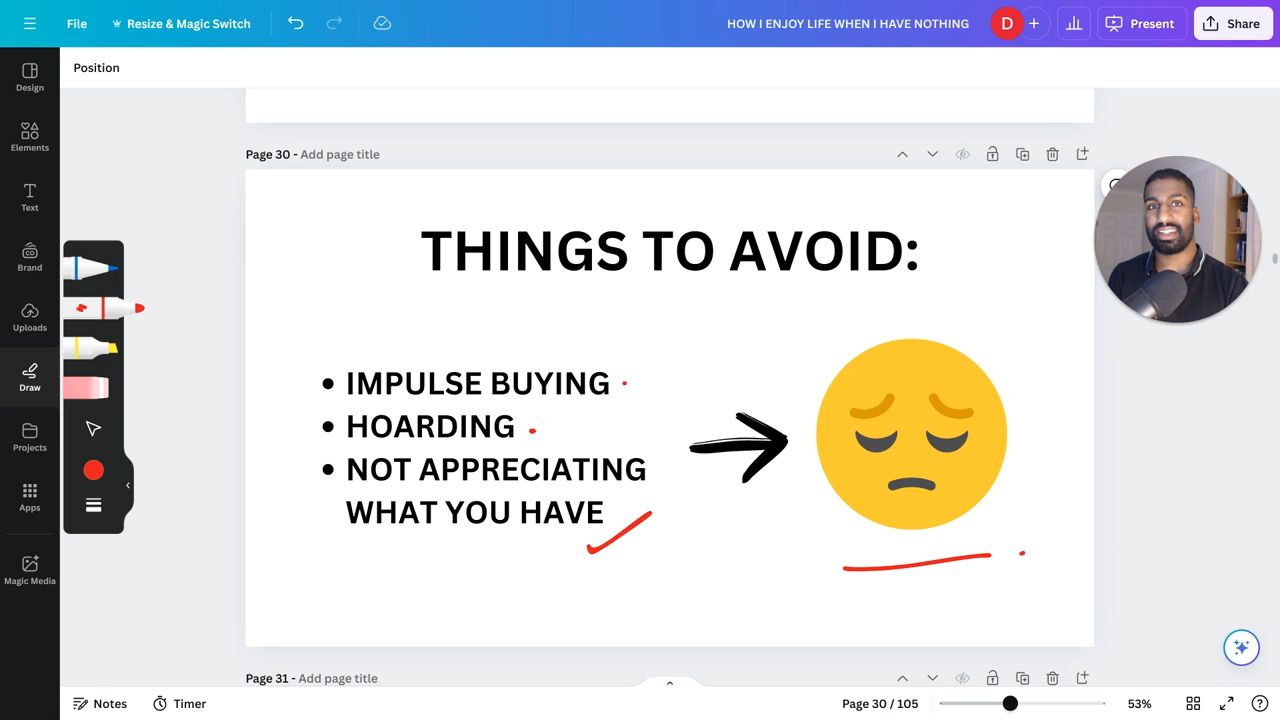 File
Resize & Magic Switch
HOW I ENJOY LIFE WHEN I HAVE NOTHING
D
+
Present
Share
Position
Design
Elements
Text
Brand
Uploads
Draw
Projects
Apps
Magic Media
Page 30 - Add page title
THINGS TO AVOID:
• IMPULSE BUYING
• HOARDING
• NOT APPRECIATING
WHAT YOU HAVE
Page 31 - Add page title
Notes
Timer
Page 30 / 105
53%